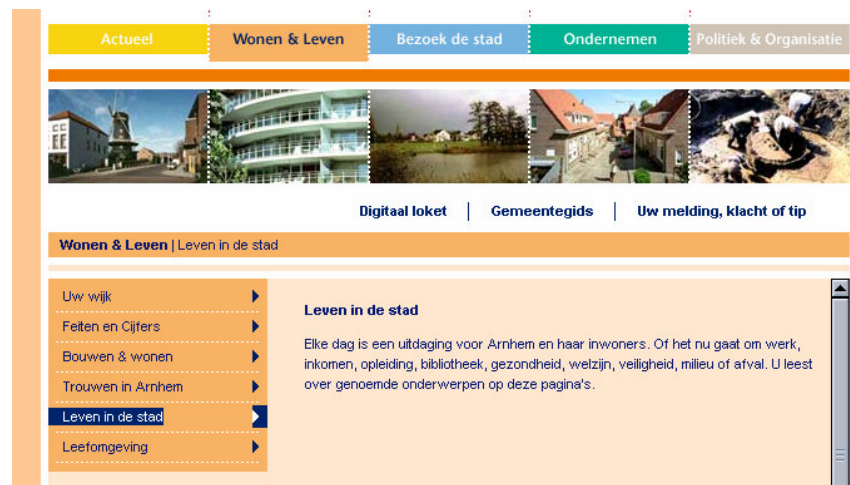 Actueel Wonen & Leven Bezoek de stad Ondernemen Politiek & Organisatie
Digitaal loket | Gemeentegids | Uw melding, klacht of tip
Wonen & Leven | Leven in de stad
Uw wijk
Feiten en Cijfers
Bouwen & wonen
Trouwen in Arnhem
Leven in de stad
Leefomgeving
Leven in de stad
Elke dag is een uitdaging voor Arnhem en haar inwoners. Of het nu gaat om werk,
inkomen, opleiding, bibliotheek, gezondheid, welzijn, veiligheid, milieu of afval. U leest
over genoemde onderwerpen op deze pagina's.